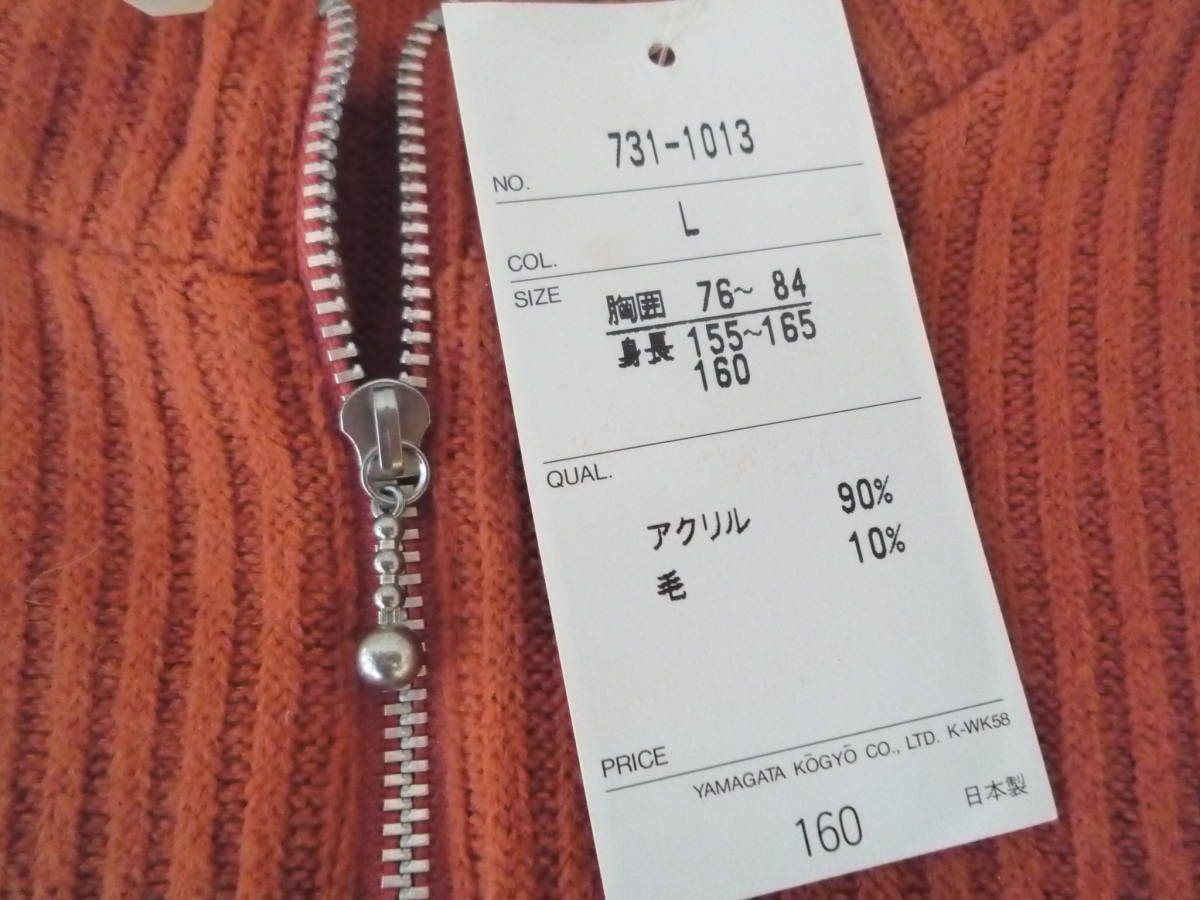 731-1013
NO.
L
COL.
SIZE 胸囲 76~ 84
身長 155~165
160
QUAL.
アクリル 90%
毛 10%
PRICE
YAMAGATA KŌGYŌ CO., LTD. K-WK58
160 日本製